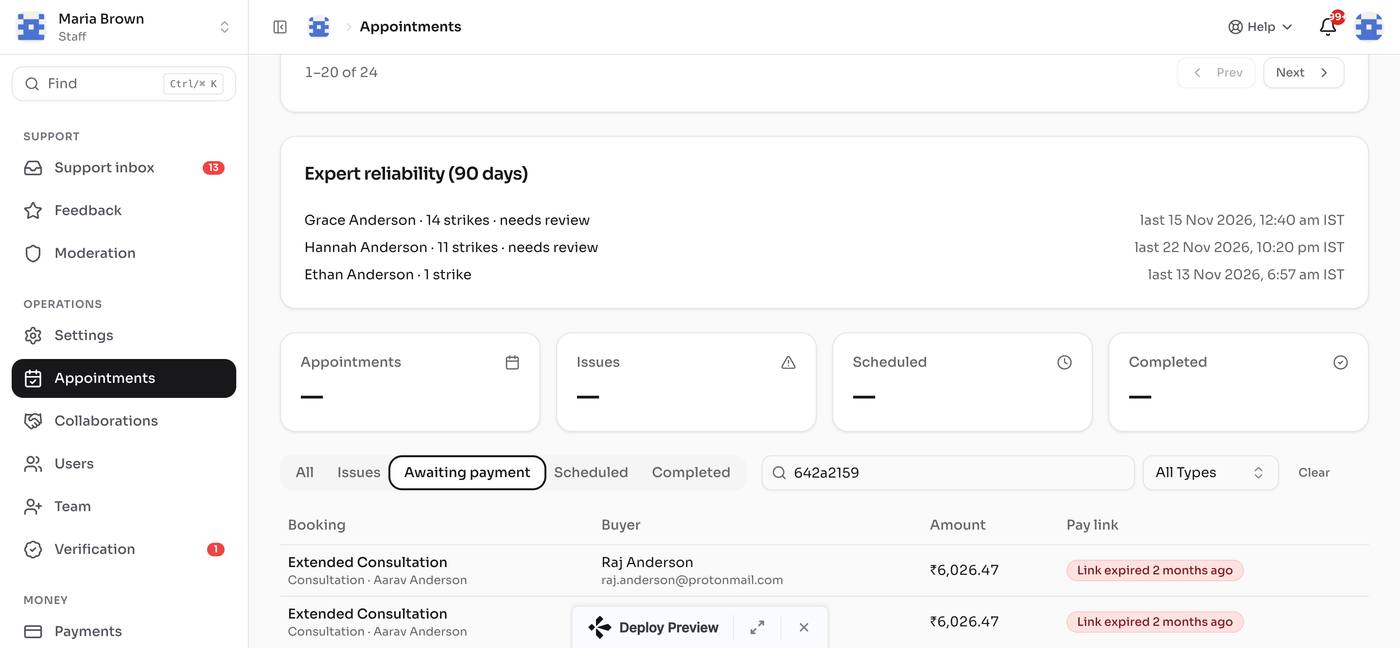 Maria Brown
Staff
Find
Ctrl/⌘ K
SUPPORT
Support inbox 13
Feedback
Moderation
OPERATIONS
Settings
Appointments
Collaborations
Users
Team
Verification 1
MONEY
Payments
Appointments
Help
99+
1–20 of 24
Prev
Next
Expert reliability (90 days)
Grace Anderson · 14 strikes · needs review last 15 Nov 2026, 12:40 am IST
Hannah Anderson · 11 strikes · needs review last 22 Nov 2026, 10:20 pm IST
Ethan Anderson · 1 strike last 13 Nov 2026, 6:57 am IST
Appointments Issues Scheduled Completed
— — — —
All Issues Awaiting payment Scheduled Completed 642a2159 All Types Clear
Booking Buyer Amount Pay link
Extended Consultation Raj Anderson ₹6,026.47 Link expired 2 months ago
Consultation · Aarav Anderson raj.anderson@protonmail.com
Extended Consultation ₹6,026.47 Link expired 2 months ago
Consultation · Aarav Anderson
Deploy Preview